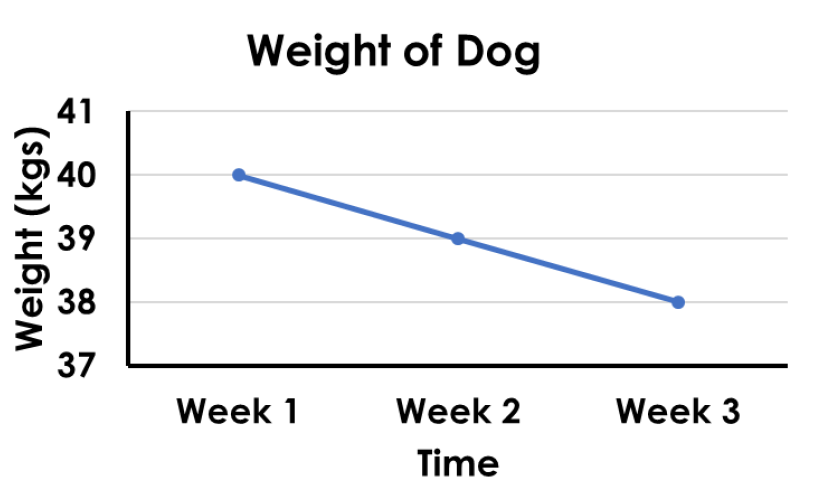 Weight of Dog
Weight (kgs)
41
40
39
38
37
Week 1 Week 2 Week 3
Time